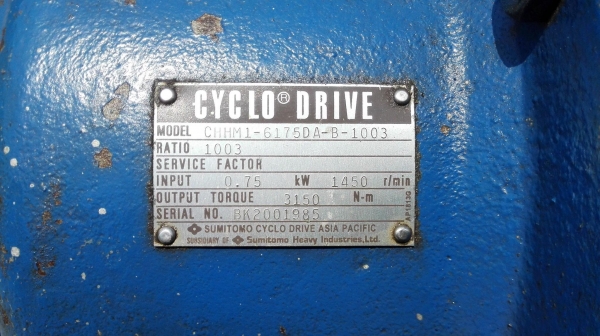 CYCLO® DRIVE
MODEL CHHM1-6175DA-B-1003
RATIO 1003
SERVICE FACTOR
INPUT 0.75 kW 1450 r/min
OUTPUT TORQUE 3150 N-m
SERIAL NO. BK2001985
SUMITOMO CYCLO DRIVE ASIA PACIFIC
SUBSIDIARY OF Sumitomo Heavy Industries,Ltd.